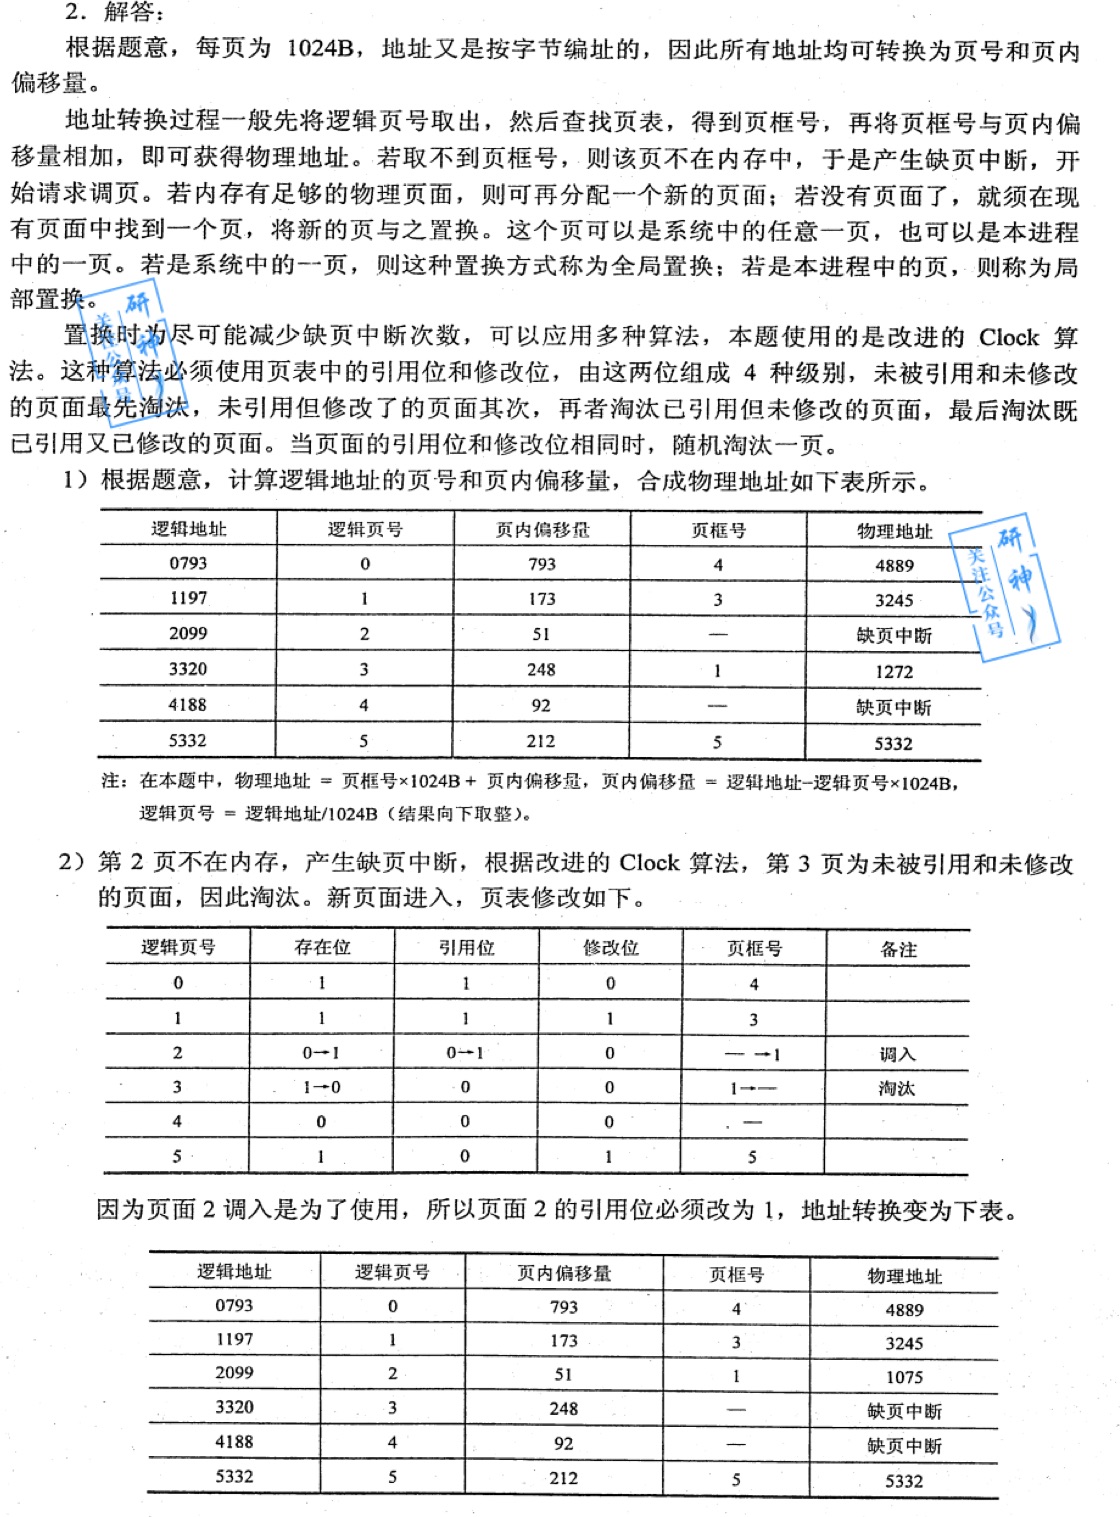 2．解答：
根据题意，每页为 1024B，地址又是按字节编址的，因此所有地址均可转换为页号和页内
偏移量。
地址转换过程一般先将逻辑页号取出，然后查找页表，得到页框号，再将页框号与页内偏
移量相加，即可获得物理地址。若取不到页框号，则该页不在内存中，于是产生缺页中断，开
始请求调页。若内存有足够的物理页面，则可再分配一个新的页面；若没有页面了，就须在现
有页面中找到一个页，将新的页与之置换。这个页可以是系统中的任意一页，也可以是本进程
中的一页。若是系统中的一页，则这种置换方式称为全局置换；若是本进程中的页，则称为局
部置换。
置换时为尽可能减少缺页中断次数，可以应用多种算法，本题使用的是改进的 Clock 算
法。这种算法必须使用页表中的引用位和修改位，由这两位组成 4 种级别，未被引用和未修改
的页面最先淘汰，未引用但修改了的页面其次，再者淘汰已引用但未修改的页面，最后淘汰既
已引用又已修改的页面。当页面的引用位和修改位相同时，随机淘汰一页。
1）根据题意，计算逻辑地址的页号和页内偏移量，合成物理地址如下表所示。
逻辑地址 逻辑页号 页内偏移量 页框号 物理地址
0793 0 793 4 4889
1197 1 173 3 3245
2099 2 51 — 缺页中断
3320 3 248 1 1272
4188 4 92 — 缺页中断
5332 5 212 5 5332
研神
关注公众号
研神
关注公众号
注：在本题中，物理地址 = 页框号×1024B + 页内偏移量，页内偏移量 = 逻辑地址−逻辑页号×1024B，
逻辑页号 = 逻辑地址/1024B（结果向下取整）。
2）第 2 页不在内存，产生缺页中断，根据改进的 Clock 算法，第 3 页为未被引用和未修改
的页面，因此淘汰。新页面进入，页表修改如下。
逻辑页号 存在位 引用位 修改位 页框号 备注
0 1 1 0 4
1 1 1 1 3
2 0→1 0→1 0 — →1 调入
3 1→0 0 0 1→— 淘汰
4 0 0 0 —
5 1 0 1 5
因为页面 2 调入是为了使用，所以页面 2 的引用位必须改为 1，地址转换变为下表。
逻辑地址 逻辑页号 页内偏移量 页框号 物理地址
0793 0 793 4 4889
1197 1 173 3 3245
2099 2 51 1 1075
3320 3 248 — 缺页中断
4188 4 92 — 缺页中断
5332 5 212 5 5332